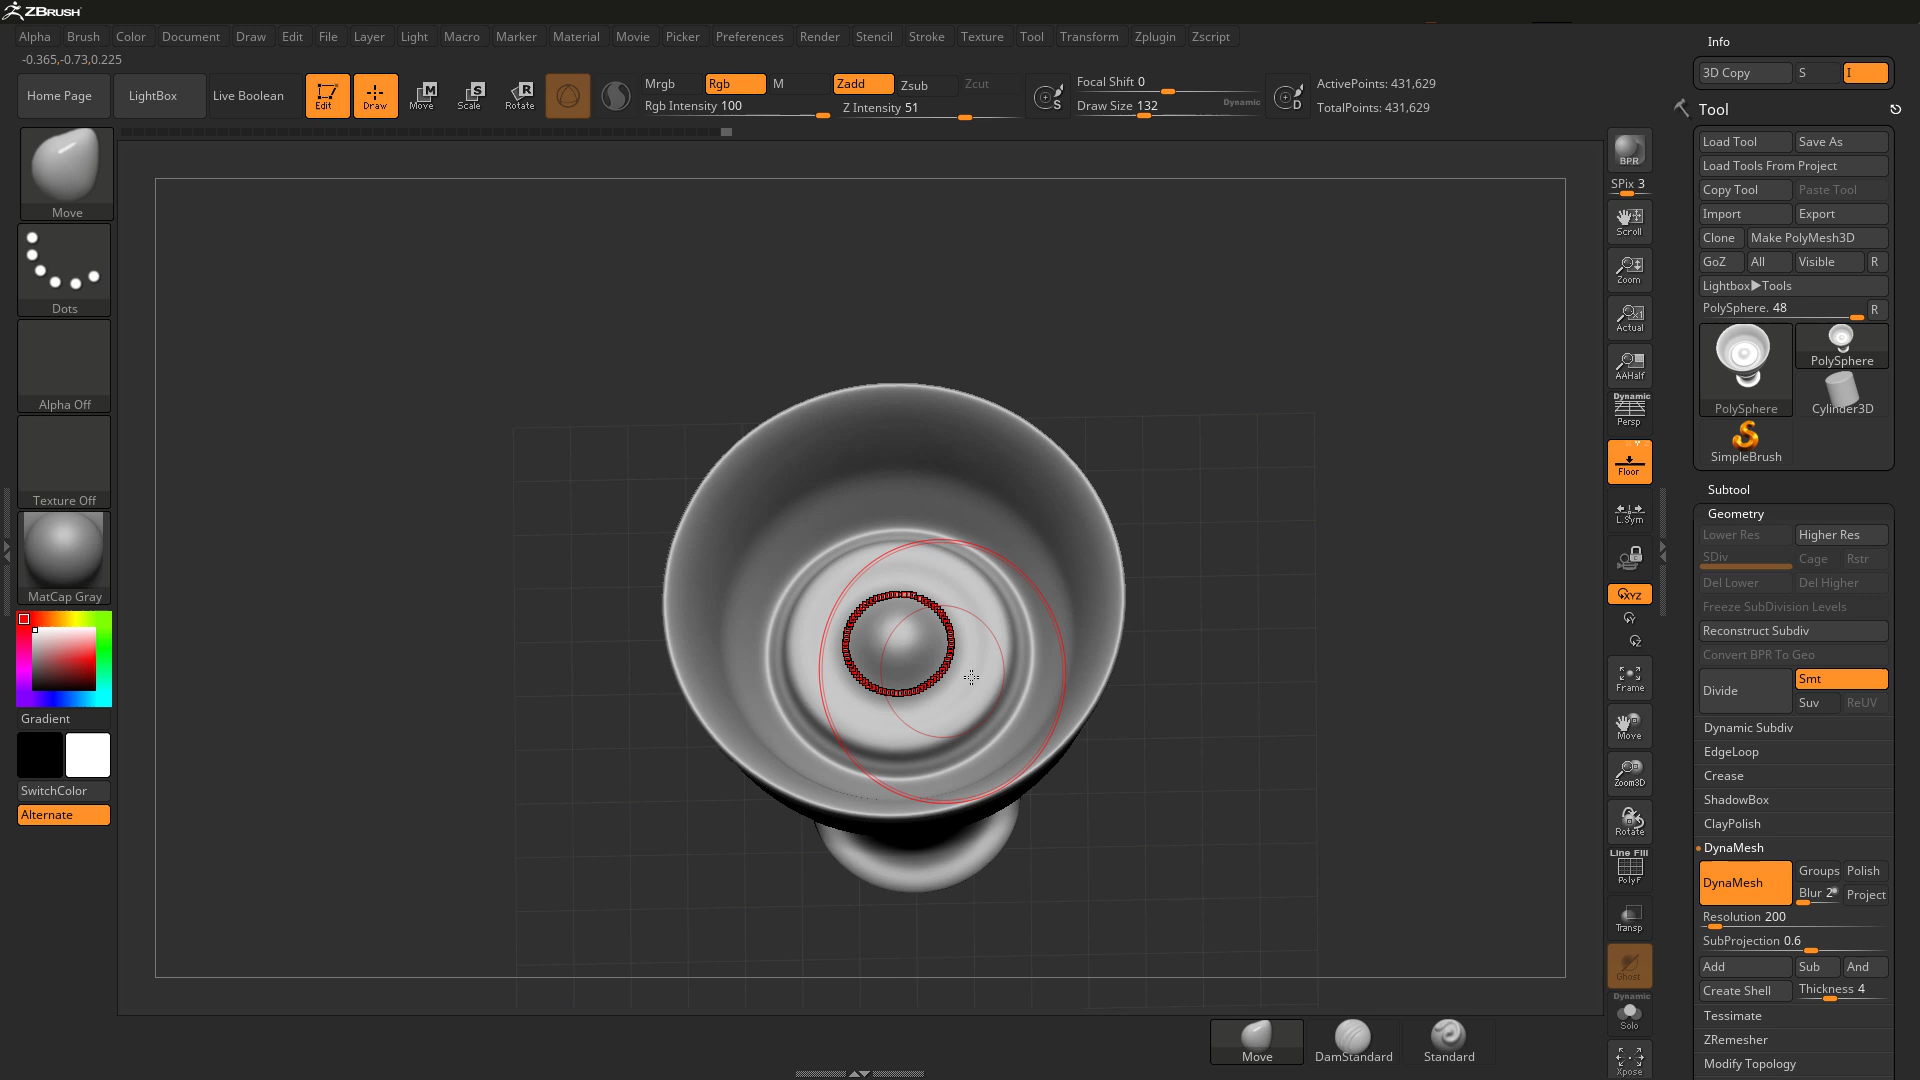 ZBRUSH
Alpha Brush Color Document Draw Edit File Layer Light Macro Marker Material Movie Picker Preferences Render Stencil Stroke Texture Tool Transform Zplugin Zscript
-0.365,-0.73,0.225
Home Page LightBox Live Boolean Edit Draw Move Scale Rotate
Mrgb Rgb M Zadd Zsub Zcut
Rgb Intensity 100 Z Intensity 51
S Focal Shift 0
Draw Size 132 Dynamic D
ActivePoints: 431,629
TotalPoints: 431,629
Move
Dots
Alpha Off
Texture Off
MatCap Gray
Gradient
SwitchColor
Alternate
BPR
SPix 3
Scroll
Zoom
Actual
AAHalf
Dynamic
Persp
Floor
L.Sym
XYZ
Y
Z
Frame
Move
Zoom3D
Rotate
Line Fill
PolyF
Transp
Ghost
Dynamic
Solo
Xpose
Move DamStandard Standard
Info
3D Copy S I
Tool
Load Tool Save As
Load Tools From Project
Copy Tool Paste Tool
Import Export
Clone Make PolyMesh3D
GoZ All Visible R
Lightbox▶Tools
PolySphere. 48 R
PolySphere
PolySphere Cylinder3D
SimpleBrush
Subtool
Geometry
Lower Res Higher Res
SDiv Cage Rstr
Del Lower Del Higher
Freeze SubDivision Levels
Reconstruct Subdiv
Convert BPR To Geo
Divide Smt
Suv ReUV
Dynamic Subdiv
EdgeLoop
Crease
ShadowBox
ClayPolish
DynaMesh
DynaMesh Groups Polish
Blur 2 Project
Resolution 200
SubProjection 0.6
Add Sub And
Create Shell Thickness 4
Tessimate
ZRemesher
Modify Topology